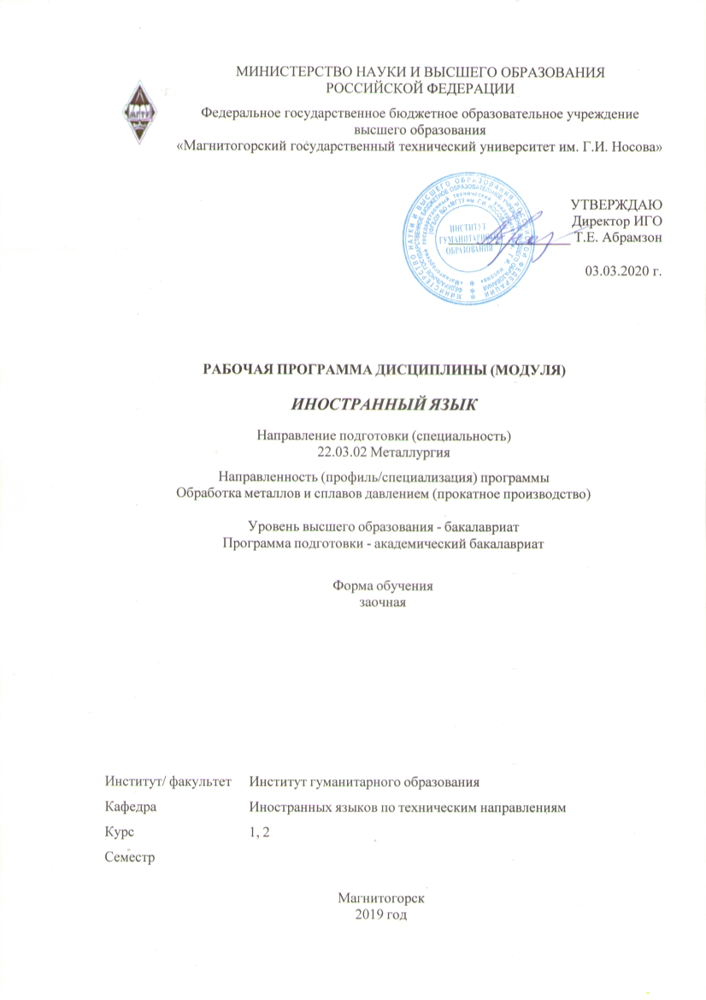 МИНИСТЕРСТВО НАУКИ И ВЫСШЕГО ОБРАЗОВАНИЯ
РОССИЙСКОЙ ФЕДЕРАЦИИ
Федеральное государственное бюджетное образовательное учреждение
высшего образования
«Магнитогорский государственный технический университет им. Г.И. Носова»
УТВЕРЖДАЮ
Директор ИГО
Т.Е. Абрамзон
03.03.2020 г.
ИНСТИТУТ
ГУМАНИТАРНОГО
ОБРАЗОВАНИЯ
РАБОЧАЯ ПРОГРАММА ДИСЦИПЛИНЫ (МОДУЛЯ)
ИНОСТРАННЫЙ ЯЗЫК
Направление подготовки (специальность)
22.03.02 Металлургия
Направленность (профиль/специализация) программы
Обработка металлов и сплавов давлением (прокатное производство)
Уровень высшего образования - бакалавриат
Программа подготовки - академический бакалавриат
Форма обучения
заочная
Институт/ факультет Институт гуманитарного образования
Кафедра Иностранных языков по техническим направлениям
Курс 1, 2
Семестр
Магнитогорск
2019 год